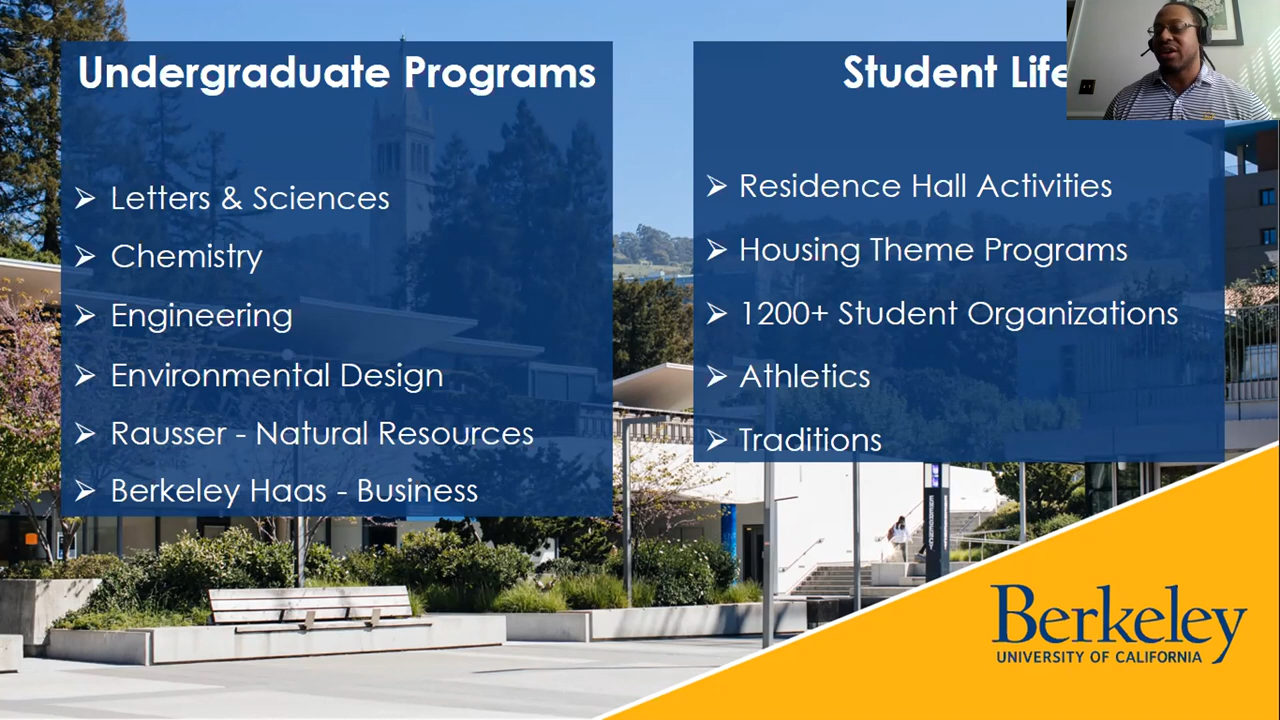 Undergraduate Programs
Letters & Sciences
Chemistry
Engineering
Environmental Design
Rausser - Natural Resources
Berkeley Haas - Business
Student Life
Residence Hall Activities
Housing Theme Programs
1200+ Student Organizations
Athletics
Traditions
Berkeley
UNIVERSITY OF CALIFORNIA